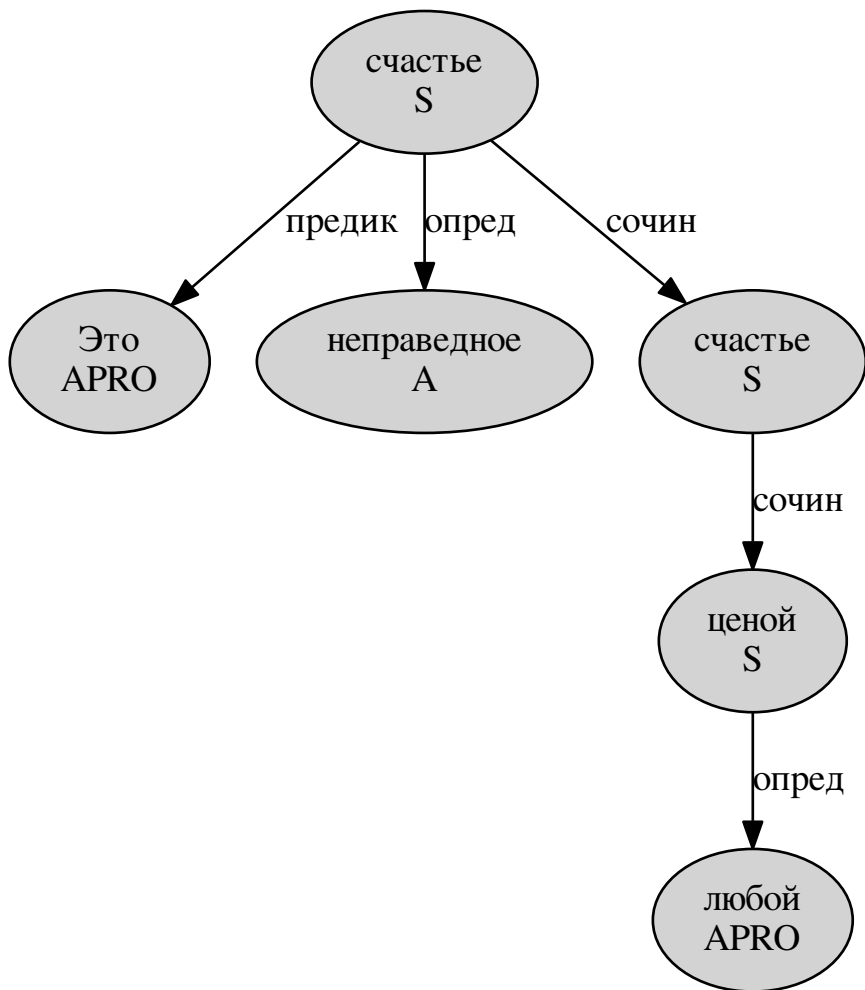 счастье
S
предик
опред
сочин
Это
APRO
неправедное
A
счастье
S
сочин
ценой
S
опред
любой
APRO